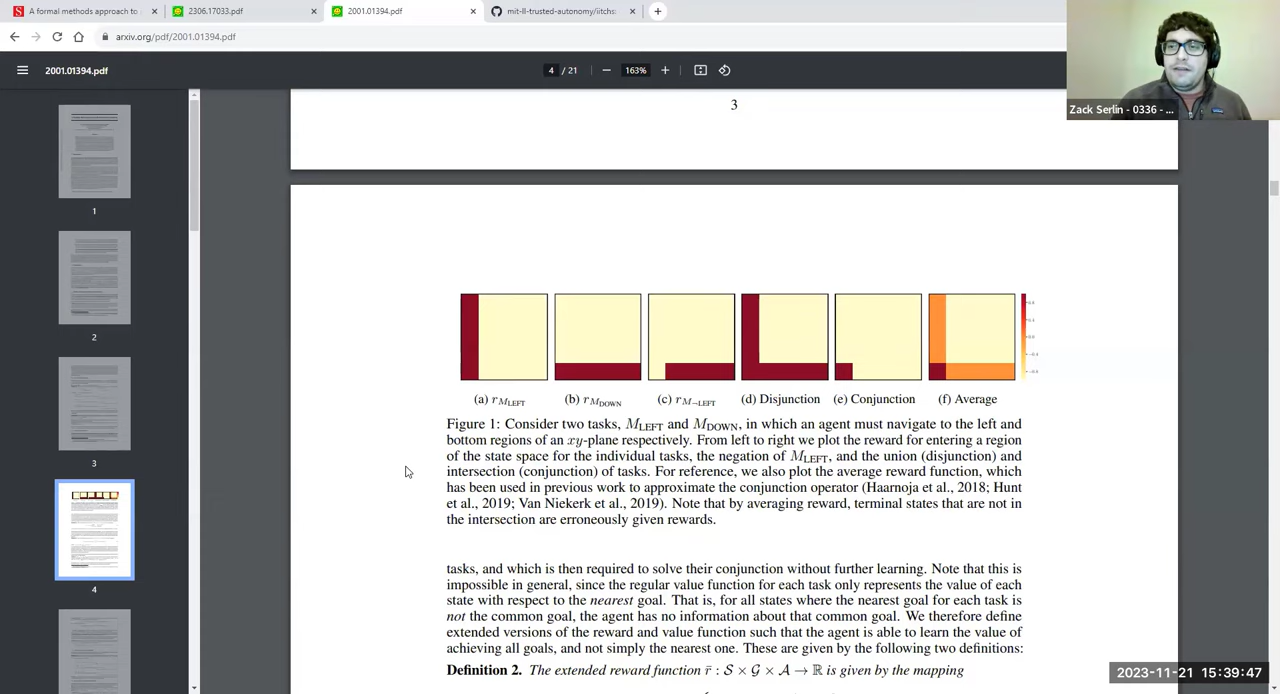 A formal methods approach to
2306.17033.pdf
2001.01394.pdf
mit-ll-trusted-autonomy/iitchs
arxiv.org/pdf/2001.01394.pdf
2001.01394.pdf
4 / 21
163%
Zack Serlin - 0336 - ...
1
2
3
4
3
(a) r_{M_{LEFT}} (b) r_{M_{DOWN}} (c) r_{M_{¬LEFT}} (d) Disjunction (e) Conjunction (f) Average
Figure 1: Consider two tasks, M_{LEFT} and M_{DOWN}, in which an agent must navigate to the left and
bottom regions of an xy-plane respectively. From left to right we plot the reward for entering a region
of the state space for the individual tasks, the negation of M_{LEFT}, and the union (disjunction) and
intersection (conjunction) of tasks. For reference, we also plot the average reward function, which
has been used in previous work to approximate the conjunction operator (Haarnoja et al., 2018; Hunt
et al., 2019; Van Niekerk et al., 2019). Note that by averaging reward, terminal states that are not in
the intersection are erroneously given rewards.
tasks, and which is then required to solve their conjunction without further learning. Note that this is
impossible in general, since the regular value function for each task only represents the value of each
state with respect to the nearest goal. That is, for all states where the nearest goal for each task is
not the common goal, the agent has no information about that common goal. We therefore define
extended versions of the reward and value function such that the agent is able to learn the value of
achieving all goals, and not simply the nearest one. These are given by the following two definitions:
Definition 2. The extended reward function r̄ : S × G × A → ℝ is given by the mapping
2023-11-21 15:39:47